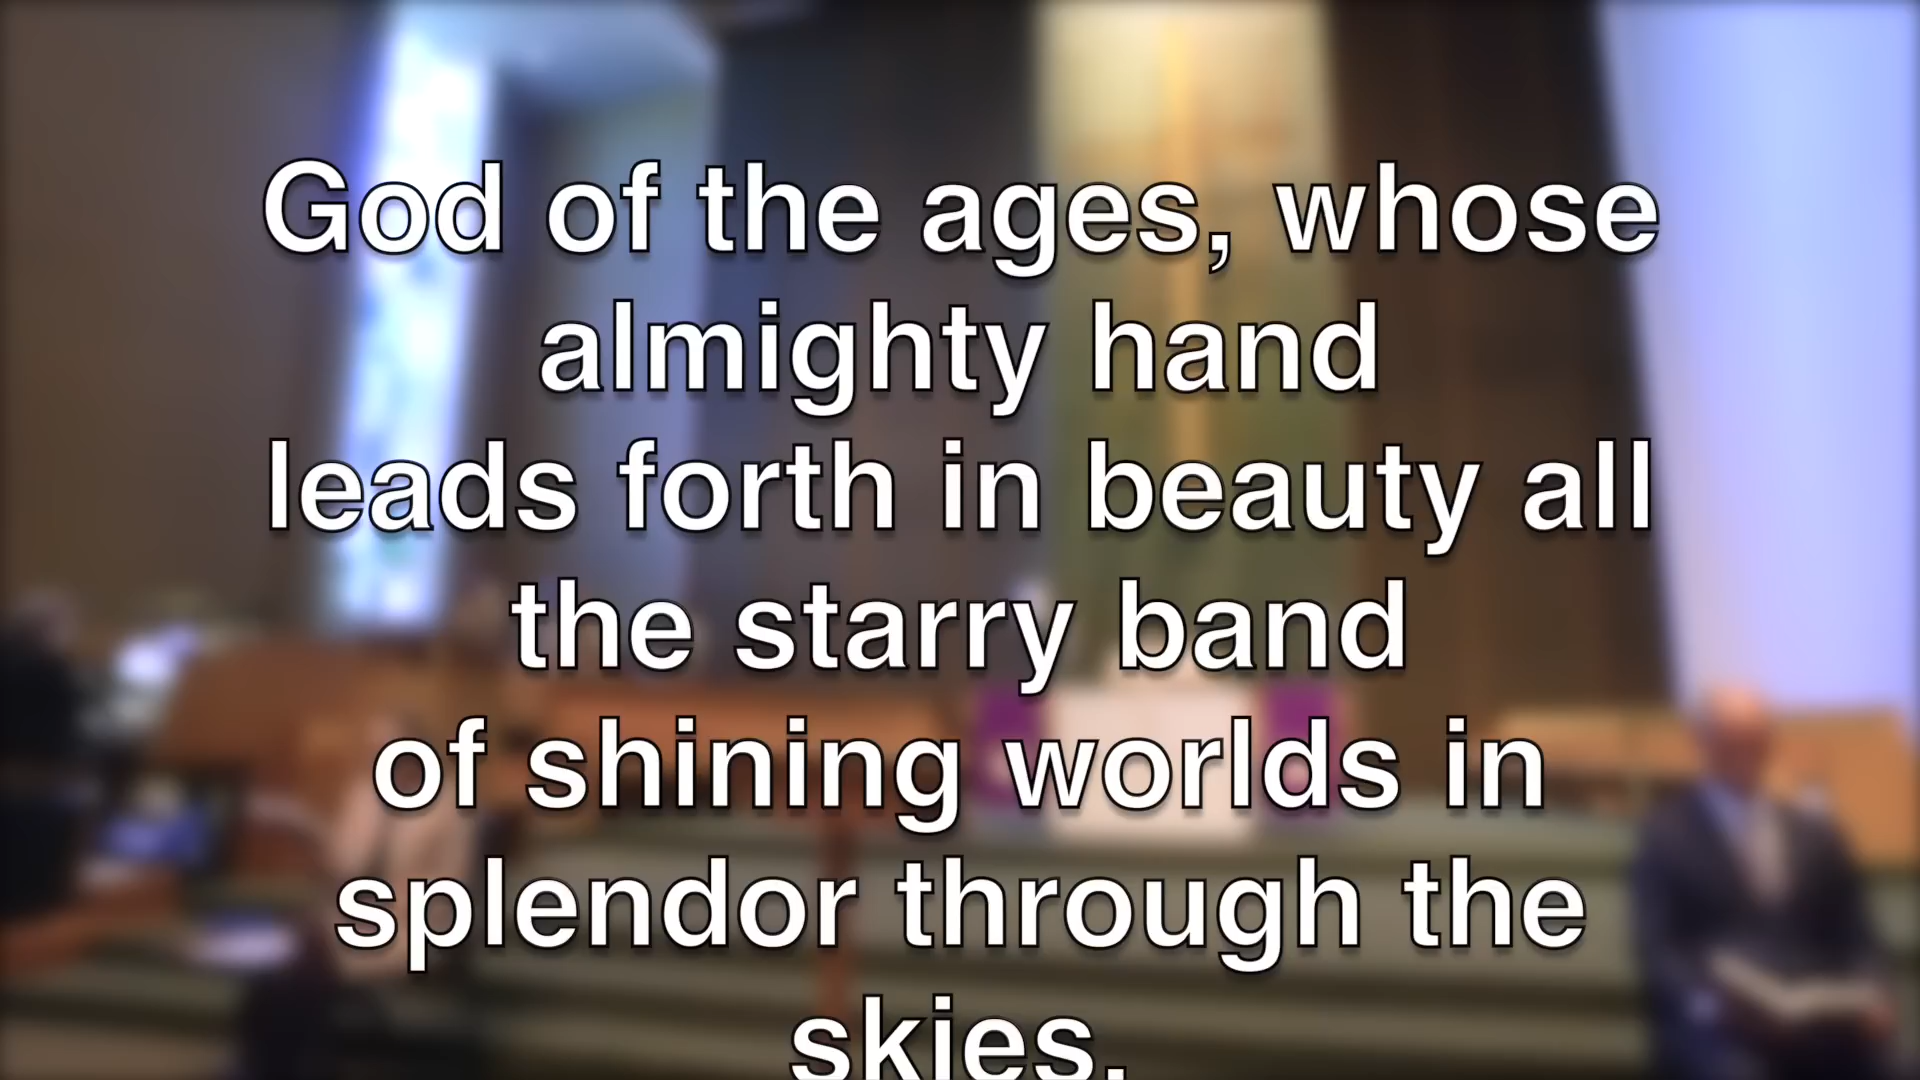 God of the ages, whose
almighty hand
leads forth in beauty all
the starry band
of shining worlds in
splendor through the
skies.